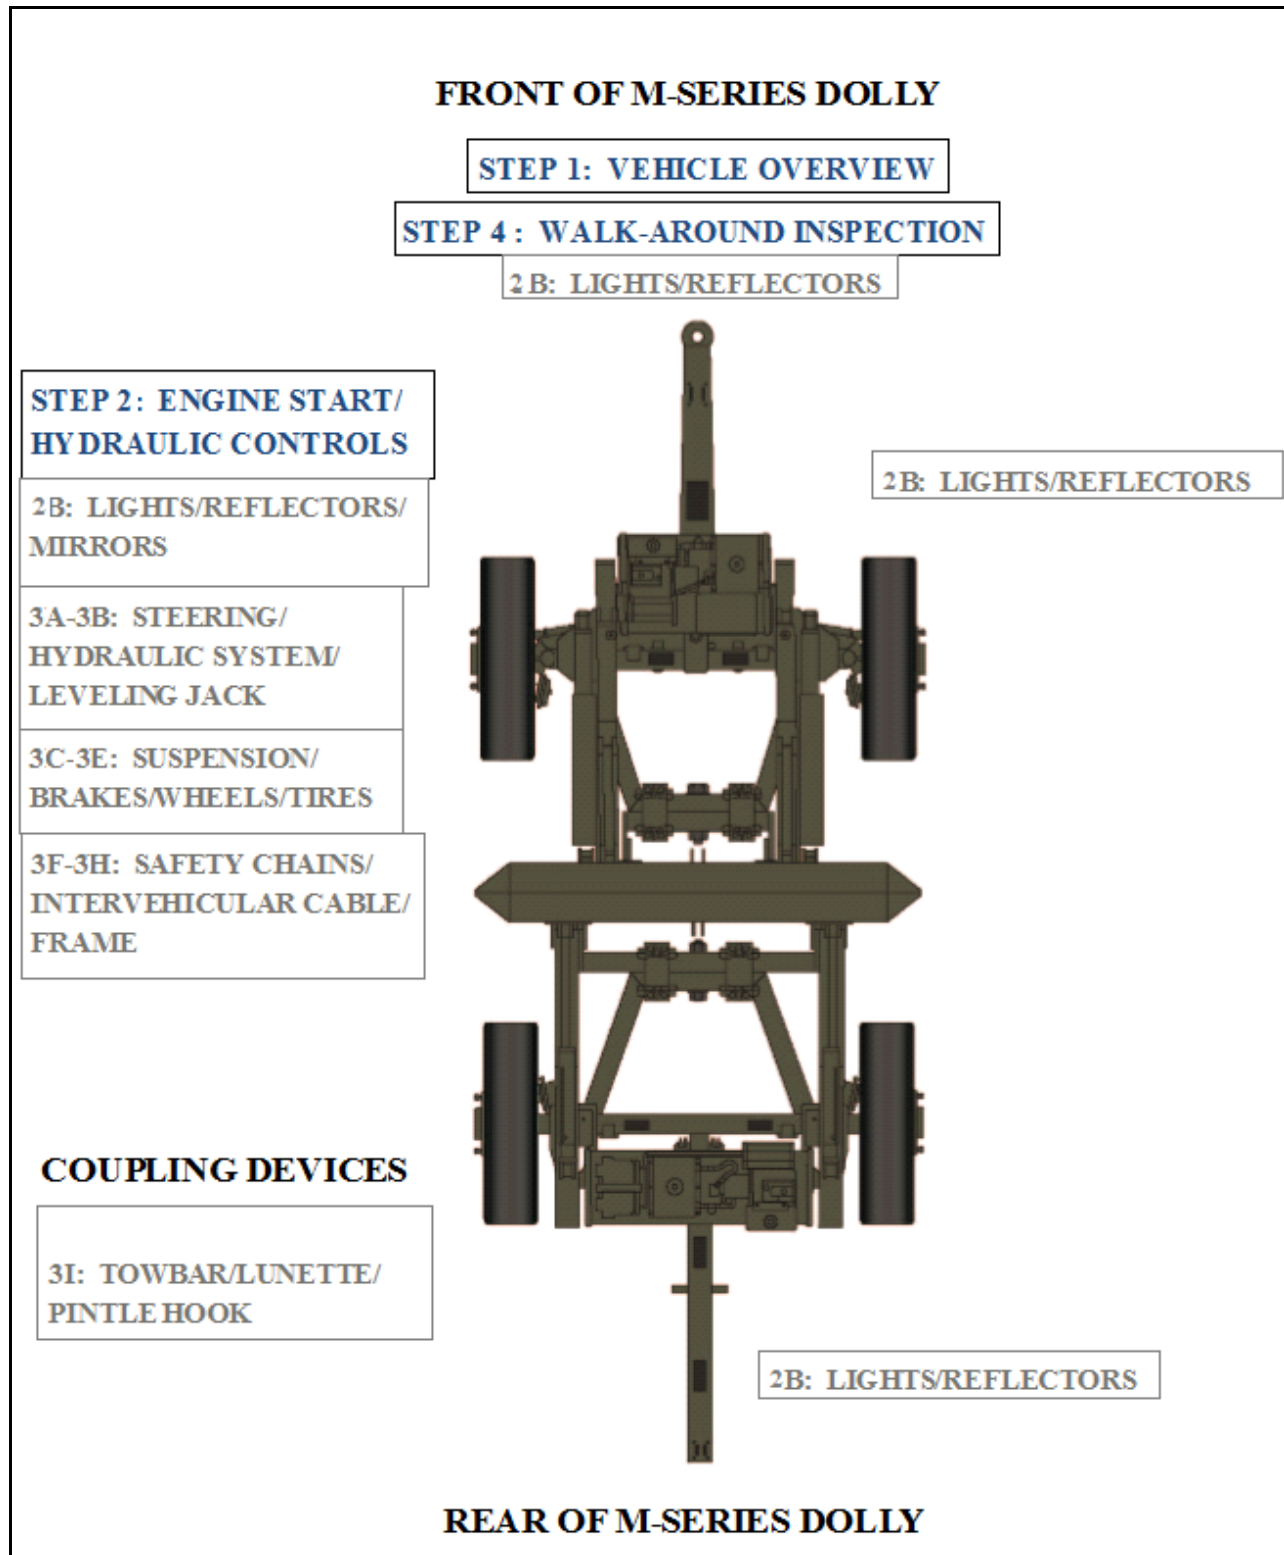 FRONT OF M-SERIES DOLLY
STEP 1: VEHICLE OVERVIEW
STEP 4 : WALK-AROUND INSPECTION
2B: LIGHTS/REFLECTORS
STEP 2: ENGINE START/
HYDRAULIC CONTROLS
2B: LIGHTS/REFLECTORS
2B: LIGHTS/REFLECTORS/
MIRRORS
3A-3B: STEERING/
HYDRAULIC SYSTEM/
LEVELING JACK
3C-3E: SUSPENSION/
BRAKES/WHEELS/TIRES
3F-3H: SAFETY CHAINS/
INTERVEHICULAR CABLE/
FRAME
COUPLING DEVICES
3I: TOWBAR/LUNETTE/
PINTLE HOOK
2B: LIGHTS/REFLECTORS
REAR OF M-SERIES DOLLY